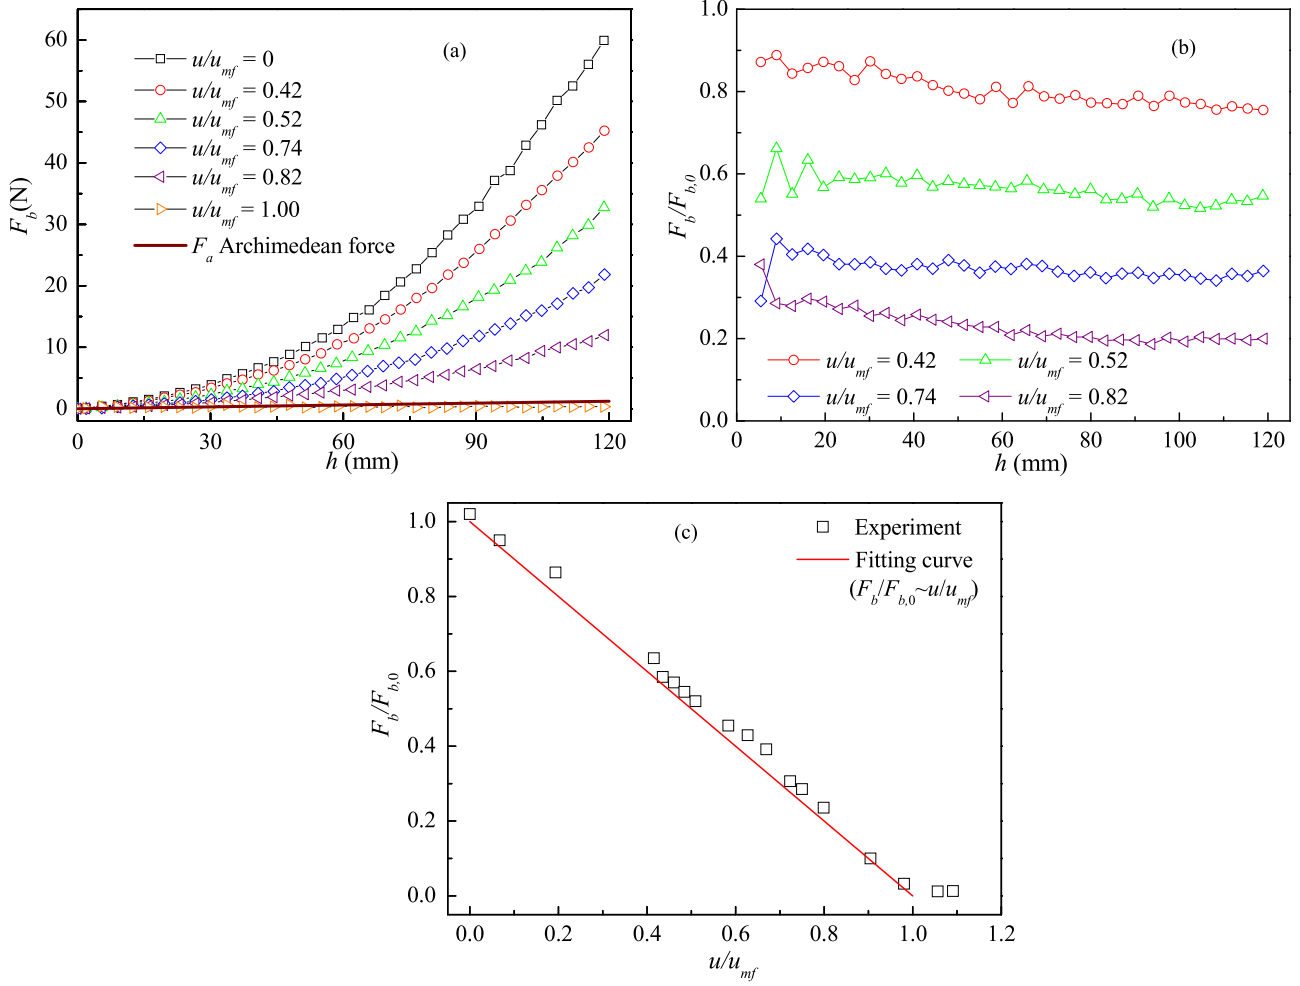 (a)
F_b(N)
60
50
40
30
20
10
0
u/u_mf = 0
u/u_mf = 0.42
u/u_mf = 0.52
u/u_mf = 0.74
u/u_mf = 0.82
u/u_mf = 1.00
F_a Archimedean force
0 30 60 90 120
h (mm)
(b)
F_b/F_b,0
1.0
0.8
0.6
0.4
0.2
0.0
u/u_mf = 0.42 u/u_mf = 0.52
u/u_mf = 0.74 u/u_mf = 0.82
0 20 40 60 80 100 120
h (mm)
(c)
F_b/F_b,0
1.0
0.8
0.6
0.4
0.2
0.0
Experiment
Fitting curve
(F_b/F_b,0~u/u_mf)
0.0 0.2 0.4 0.6 0.8 1.0 1.2
u/u_mf